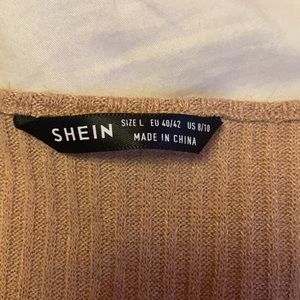 SHEIN
SIZE L EU 40/42 US 8/10
MADE IN CHINA